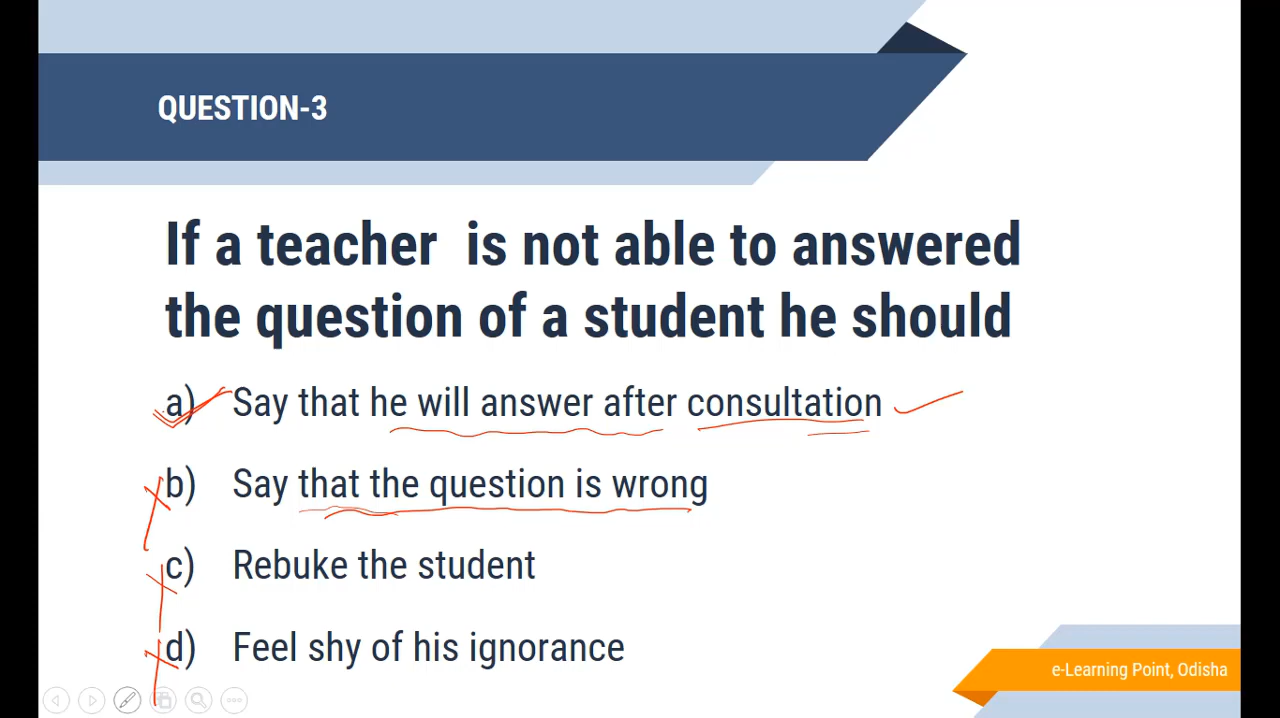 QUESTION-3
If a teacher is not able to answered
the question of a student he should
a) Say that he will answer after consultation
b) Say that the question is wrong
c) Rebuke the student
d) Feel shy of his ignorance
e-Learning Point, Odisha